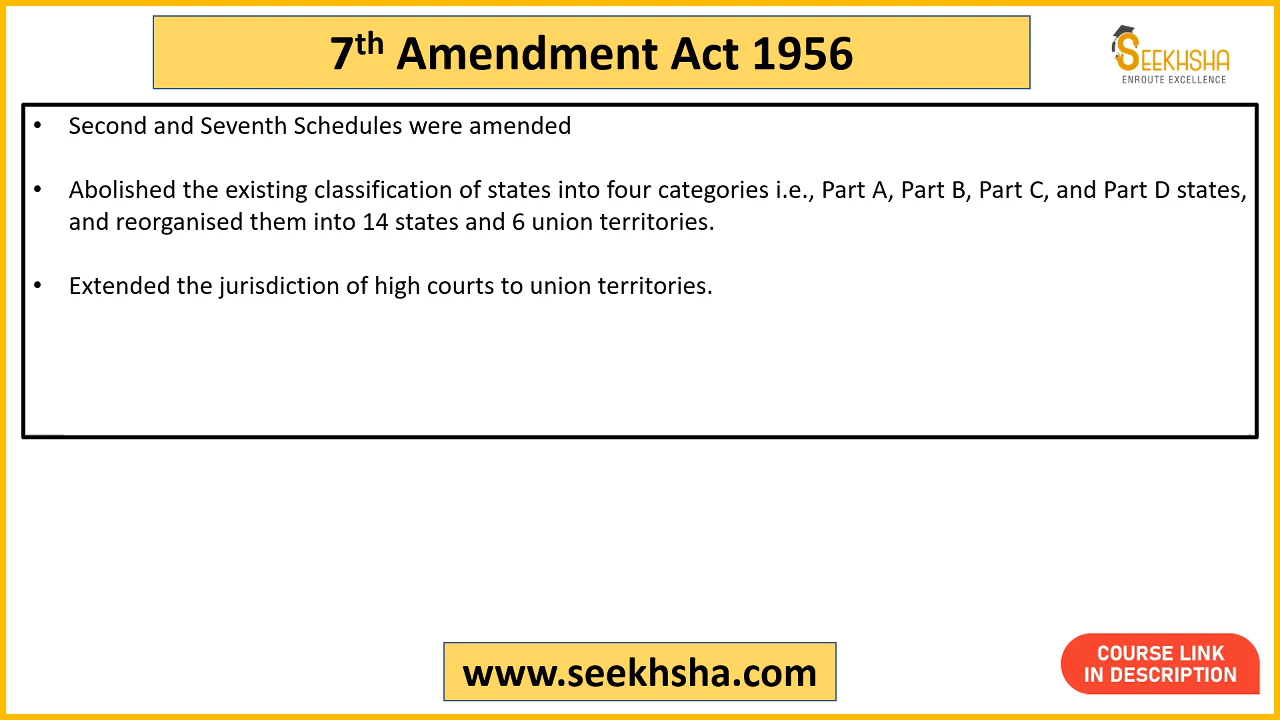 7th Amendment Act 1956
SEEKHSHA
ENROUTE EXCELLENCE
• Second and Seventh Schedules were amended
• Abolished the existing classification of states into four categories i.e., Part A, Part B, Part C, and Part D states,
and reorganised them into 14 states and 6 union territories.
• Extended the jurisdiction of high courts to union territories.
www.seekhsha.com
COURSE LINK
IN DESCRIPTION